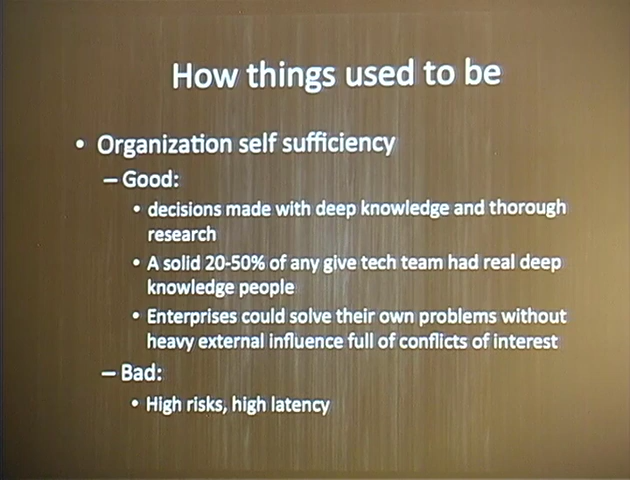 How things used to be
• Organization self sufficiency
– Good:
• decisions made with deep knowledge and thorough
research
• A solid 20-50% of any give tech team had real deep
knowledge people
• Enterprises could solve their own problems without
heavy external influence full of conflicts of interest
– Bad:
• High risks, high latency